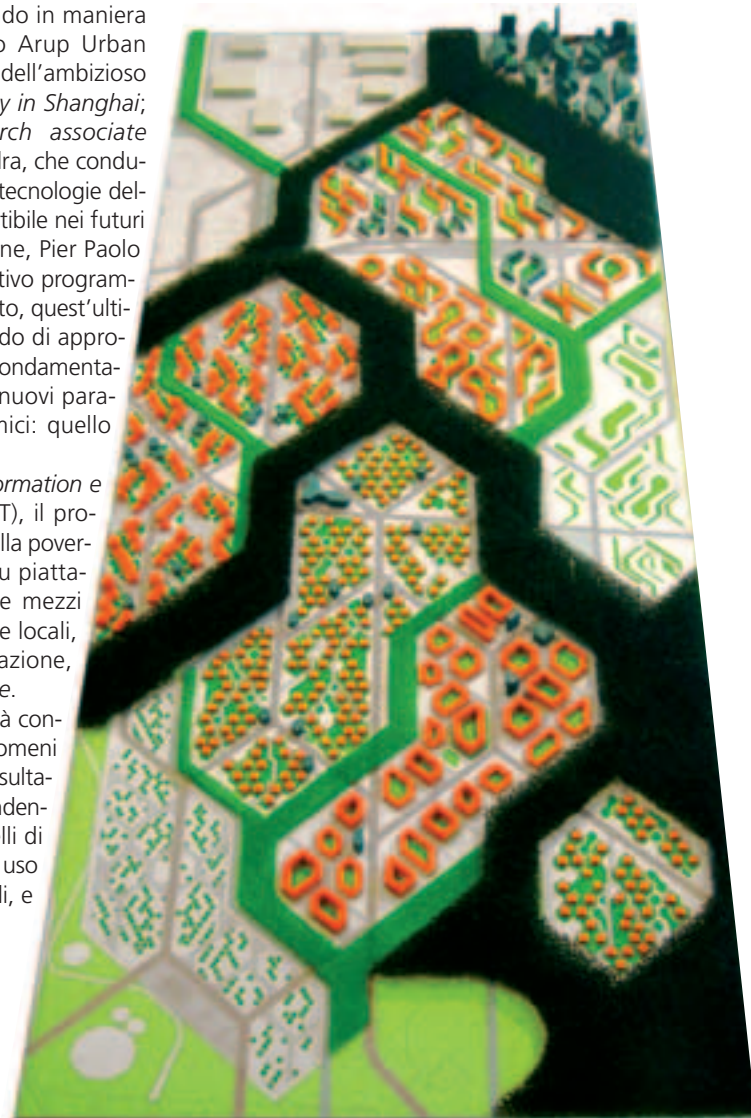 do in maniera
o Arup Urban
dell'ambizioso
y in Shanghai;
rch associate
dra, che condu-
tecnologie del-
tibile nei futuri
ne, Pier Paolo
tivo program-
to, quest'ulti-
do di appro-
ondamenta-
nuovi para-
nici: quello
ormation e
T), il pro-
lla pover-
u piatta-
e mezzi
e locali,
azione,
e.
à con-
omeni
sulta-
nden-
lli di
uso
li, e